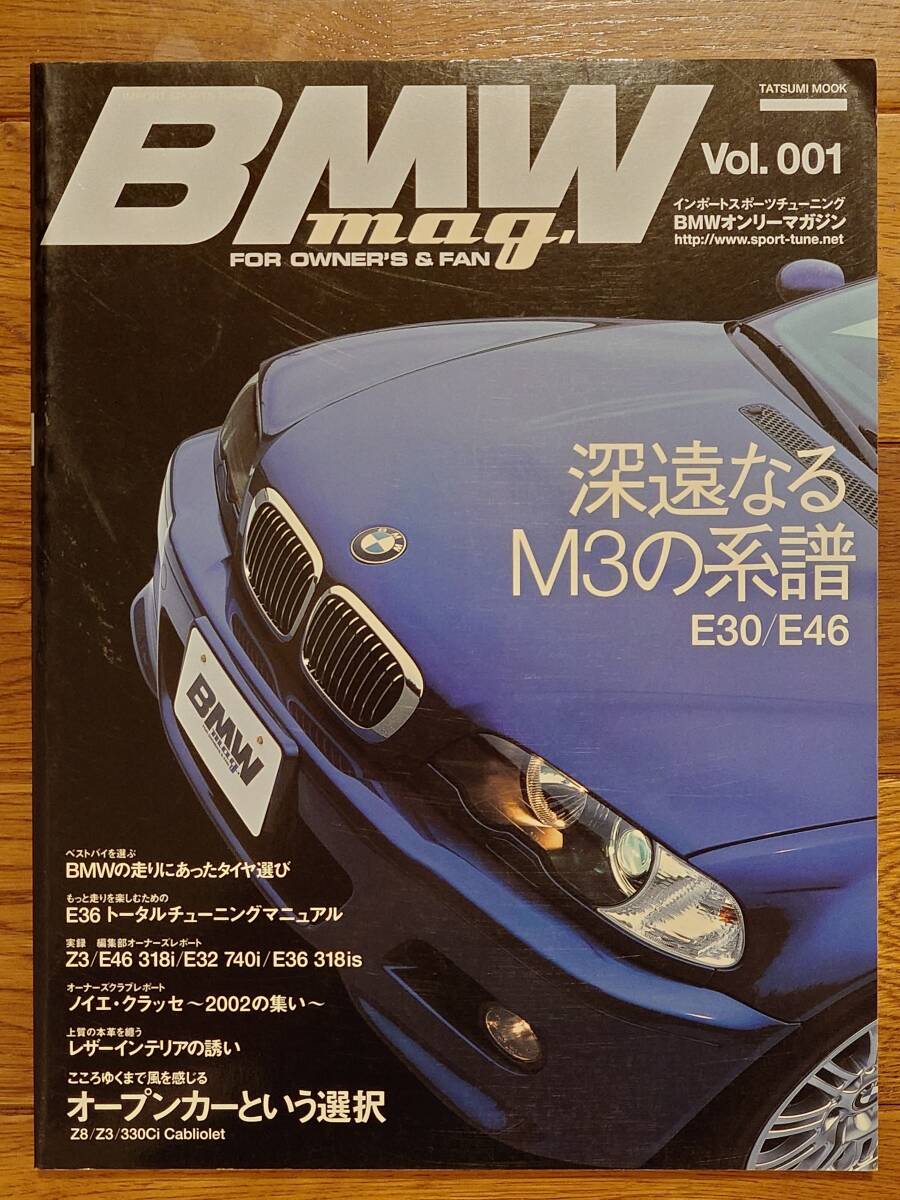 TATSUMI MOOK
BMW
mag.
FOR OWNER'S & FAN
Vol. 001
インポートスポーツチューニング
BMWオンリーマガジン
http://www.sport-tune.net
深遠なる
M3の系譜
E30/E46
BMW
BMW
mag.
ベストバイを選ぶ
BMWの走りにあったタイヤ選び
もっと走りを楽しむための
E36 トータルチューニングマニュアル
実録 編集部オーナーズレポート
Z3/E46 318i/E32 740i/E36 318is
オーナーズクラブレポート
ノイエ・クラッセ〜2002の集い〜
上質の本革を纏う
レザーインテリアの誘い
こころゆくまで風を感じる
オープンカーという選択
Z8/Z3/330Ci Cabliolet